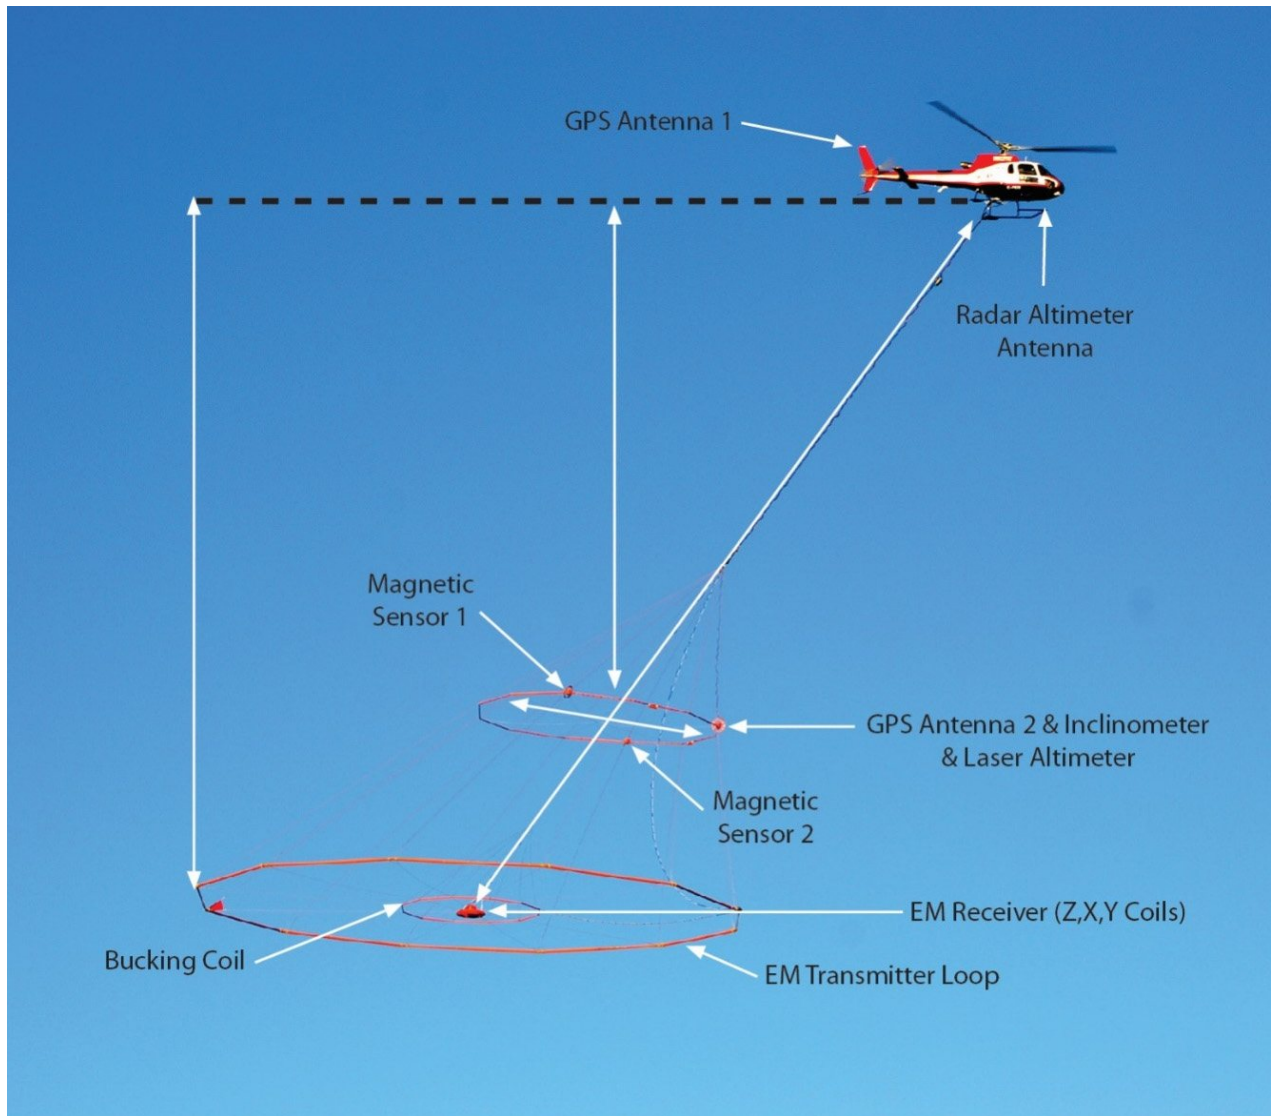 GPS Antenna 1
Radar Altimeter
Antenna
Magnetic
Sensor 1
GPS Antenna 2 & Inclinometer
& Laser Altimeter
Magnetic
Sensor 2
EM Receiver (Z,X,Y Coils)
Bucking Coil
EM Transmitter Loop